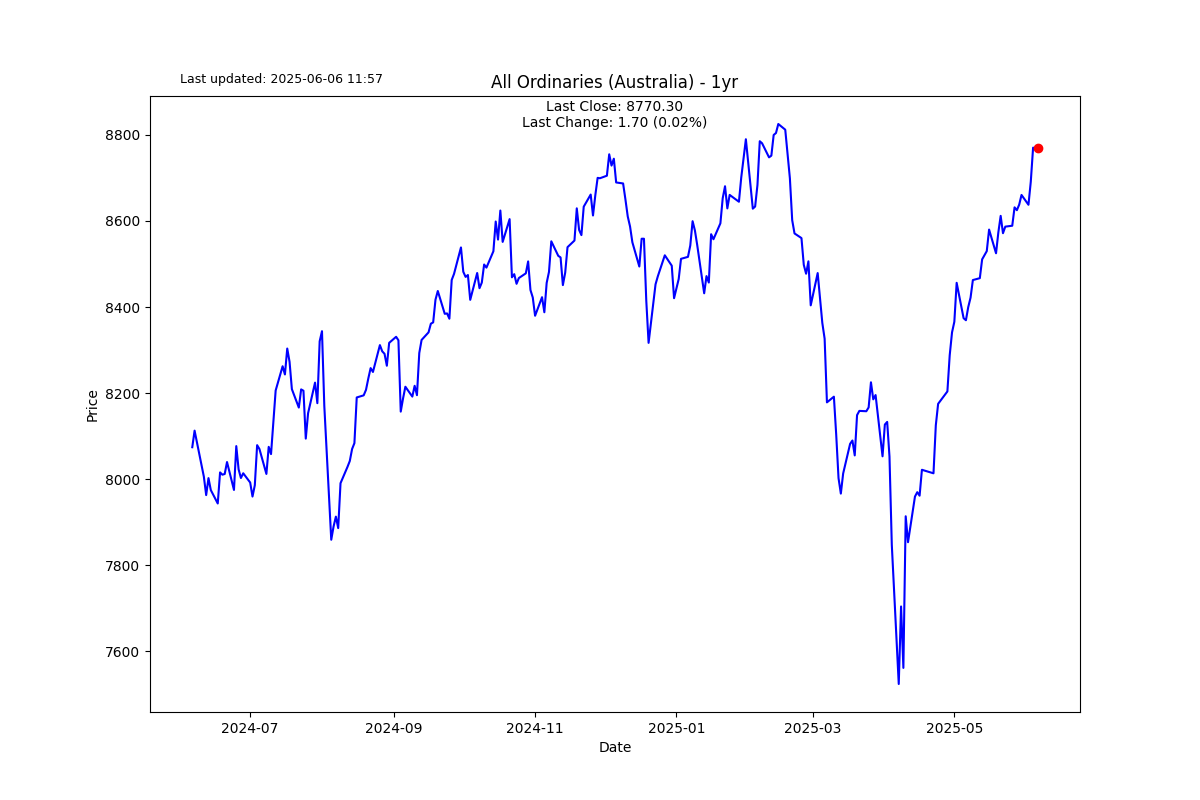 Last updated: 2025-06-06 11:57
All Ordinaries (Australia) - 1yr
Last Close: 8770.30
Last Change: 1.70 (0.02%)
Price
8800
8600
8400
8200
8000
7800
7600
2024-07
2024-09
2024-11
2025-01
2025-03
2025-05
Date